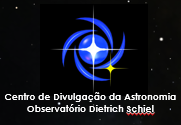 Centro de Divulgação da Astronomia
Observatório Dietrich Schiel